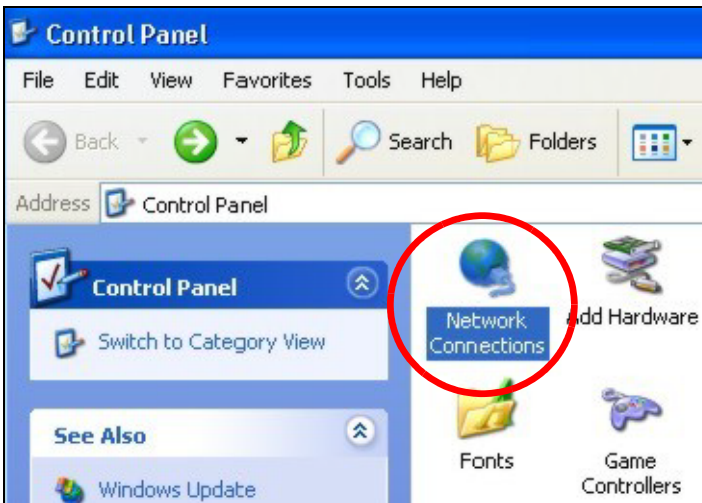 Control Panel
File Edit View Favorites Tools Help
Back Search Folders
Address Control Panel
Control Panel
Switch to Category View
See Also
Windows Update
Network
Connections
Add Hardware
Fonts
Game
Controllers